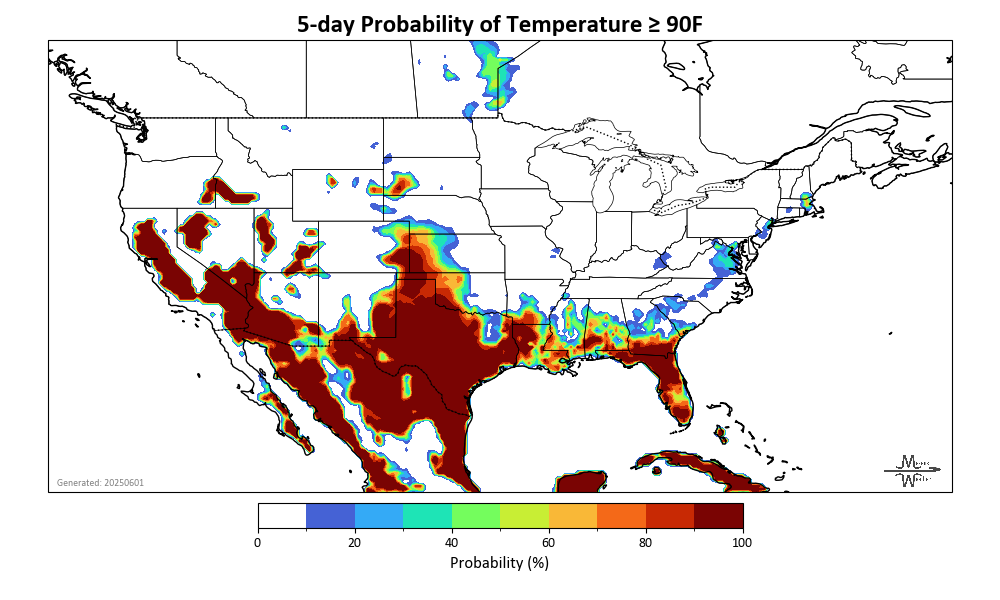 5-day Probability of Temperature ≥ 90F
Generated: 20250601
0 20 40 60 80 100
Probability (%)